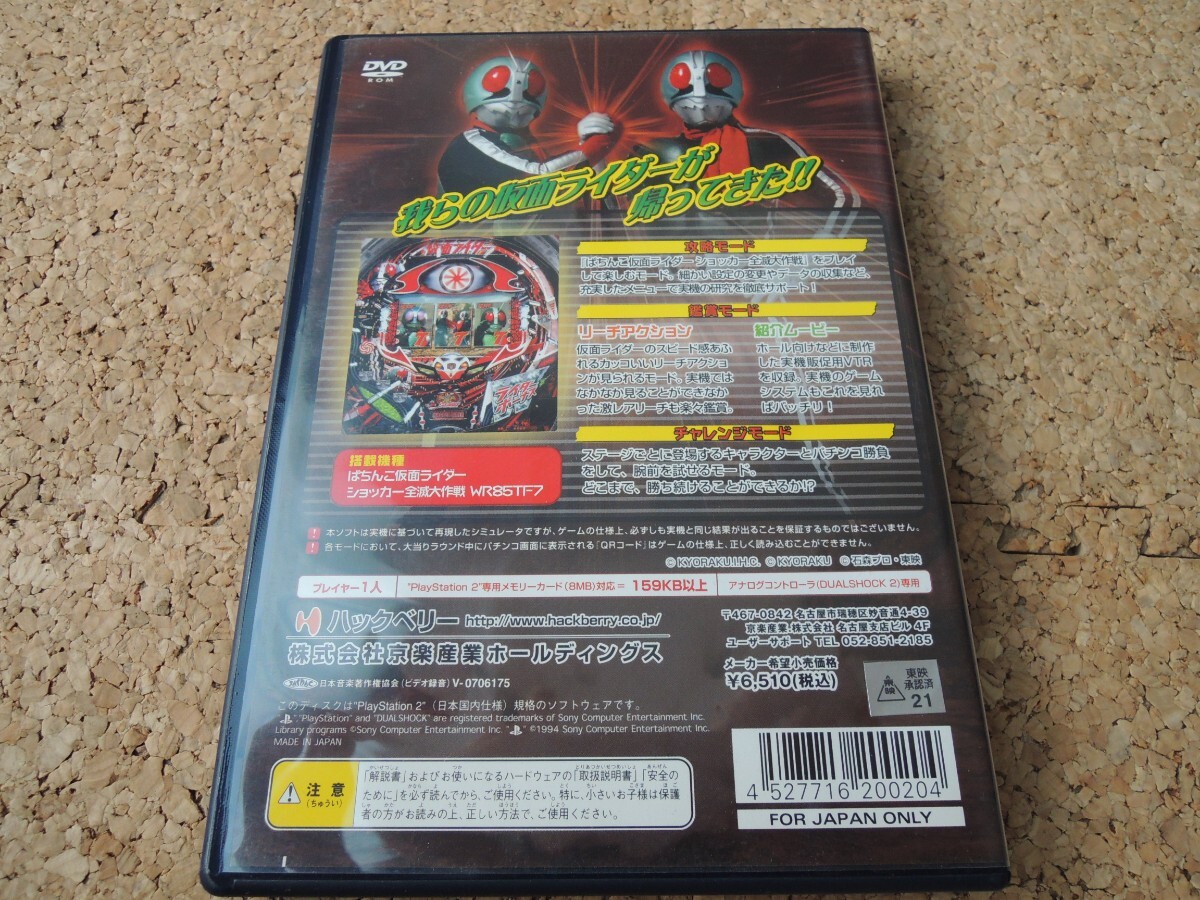 DVD
ROM
我らの仮面ライダーが
帰ってきた!!
仮面ライダー
攻略モード
『ぱちんこ仮面ライダー ショッカー全滅大作戦』をプレイ
して楽しむモード。細かい設定の変更やデータの収集など、
充実したメニューで実機の研究を徹底サポート!
鑑賞モード
リーチアクション
仮面ライダーのスピード感あふ
れるカッコいいリーチアクショ
ンが見られるモード。実機では
なかなか見ることができなか
った激レアリーチも楽々鑑賞。
紹介ムービー
ホール向けなどに制作
した実機販促用VTR
を収録。実機のゲーム
システムもこれを見れ
ばバッチリ!
チャレンジモード
ステージごとに登場するキャラクターとパチンコ勝負
をして、腕前を試せるモード。
どこまで、勝ち続けることができるか!?
搭載機種
ぱちんこ仮面ライダー
ショッカー全滅大作戦 WR85TF7
! 本ソフトは実機に基づいて再現したシミュレータですが、ゲームの仕様上、必ずしも実機と同じ結果が出ることを保証するものではございません。
! 各モードにおいて、大当りラウンド中にパチンコ画面に表示される「QRコード」はゲームの仕様上、正しく読み込むことができません。
© KYORAKU.I.H.C. © KYORAKU © 石森プロ・東映
プレイヤー1人
"PlayStation 2"専用メモリーカード(8MB)対応= 159KB以上
アナログコントローラ(DUALSHOCK 2)専用
ハックベリー http://www.hackberry.co.jp/
株式会社京楽産業ホールディングス
〒467-0842 名古屋市瑞穂区妙音通4-39
京楽産業.株式会社 名古屋支店ビル 4F
ユーザーサポート TEL 052-851-2185
日本音楽著作権協会(ビデオ録音) V-0706175
メーカー希望小売価格
¥6,510(税込)
東映
承認済
21
このディスクは"PlayStation 2"(日本国内仕様)規格のソフトウェアです。
", "PlayStation" and "DUALSHOCK" are registered trademarks of Sony Computer Entertainment Inc.
Library programs ©Sony Computer Entertainment Inc. " " ©1994 Sony Computer Entertainment Inc.
MADE IN JAPAN
注意
(ちゅうい)
「解説書」およびお使いになるハードウェアの「取扱説明書」「安全の
ために」を必ず読んでから、ご使用ください。特に、小さいお子様は保護
者の方がお読みの上、正しい方法で、ご使用ください。
4 527716 200204
FOR JAPAN ONLY